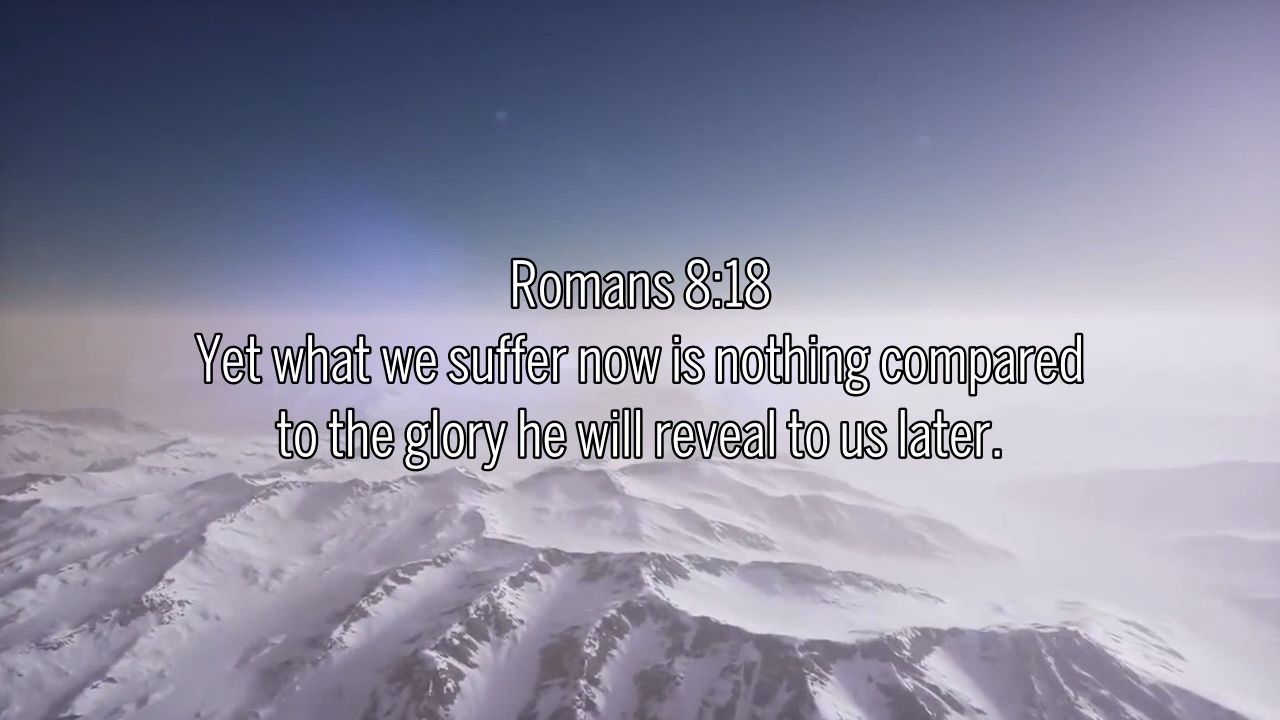 Romans 8:18
Yet what we suffer now is nothing compared
to the glory he will reveal to us later.